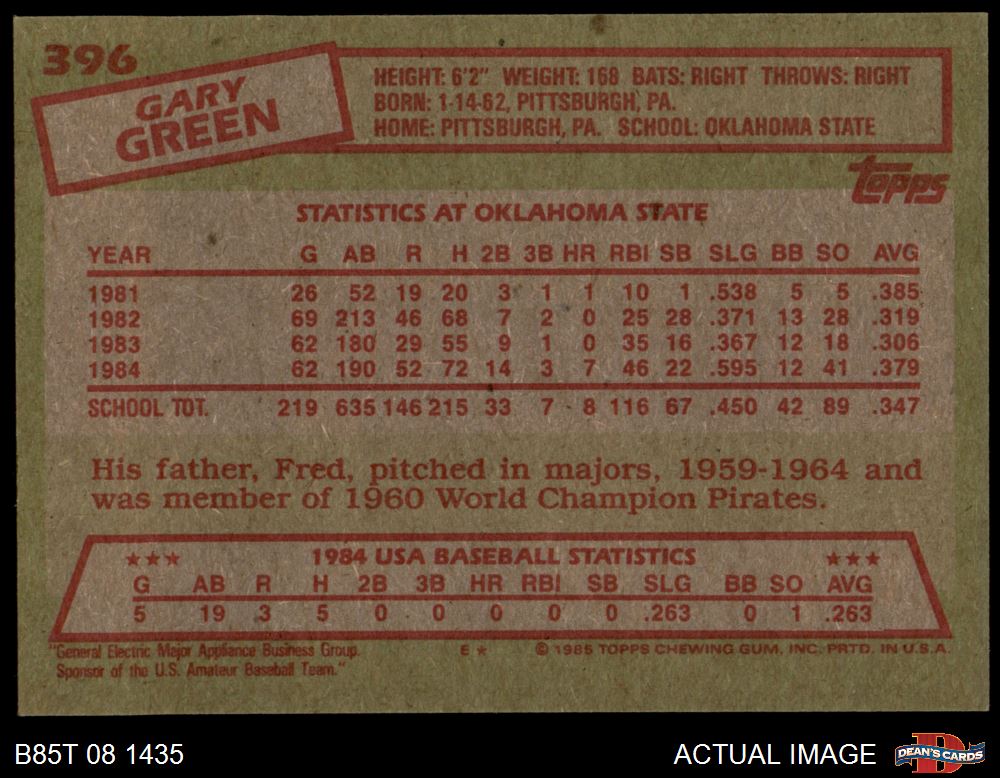 396
GARY
GREEN
HEIGHT: 6'2" WEIGHT: 168 BATS: RIGHT THROWS: RIGHT
BORN: 1-14-62, PITTSBURGH, PA.
HOME: PITTSBURGH, PA. SCHOOL: OKLAHOMA STATE
Topps
STATISTICS AT OKLAHOMA STATE
YEAR G AB R H 2B 3B HR RBI SB SLG BB SO AVG
1981 26 52 19 20 3 1 1 10 1 .538 5 5 .385
1982 69 213 46 68 7 2 0 25 28 .371 13 28 .319
1983 62 180 29 55 9 1 0 35 16 .367 12 18 .306
1984 62 190 52 72 14 3 7 46 22 .595 12 41 .379
SCHOOL TOT. 219 635 146 215 33 7 8 116 67 .450 42 89 .347
His father, Fred, pitched in majors, 1959-1964 and
was member of 1960 World Champion Pirates.
★★★ 1984 USA BASEBALL STATISTICS ★★★
G AB R H 2B 3B HR RBI SB SLG BB SO AVG
5 19 3 5 0 0 0 0 0 .263 0 1 .263
"General Electric Major Appliance Business Group. E ★ © 1985 TOPPS CHEWING GUM, INC. PRTD. IN U.S.A.
Sponsor of the U.S. Amateur Baseball Team."
B85T 08 1435 ACTUAL IMAGE DEAN'S CARDS